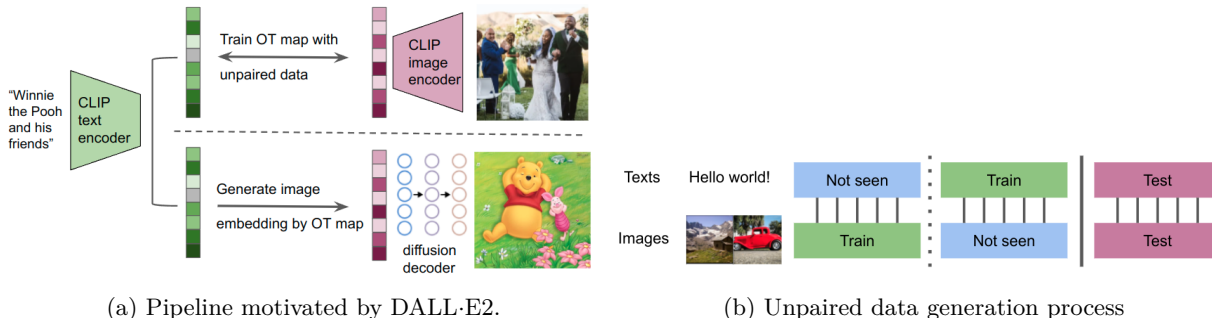 "Winnie
the Pooh
and his
friends"
CLIP
text
encoder
Train OT map with
unpaired data
CLIP
image
encoder
Generate image
embedding by OT map
diffusion
decoder
(a) Pipeline motivated by DALL·E2.
Texts
Hello world!
Not seen
Train
Test
Images
Train
Not seen
Test
(b) Unpaired data generation process